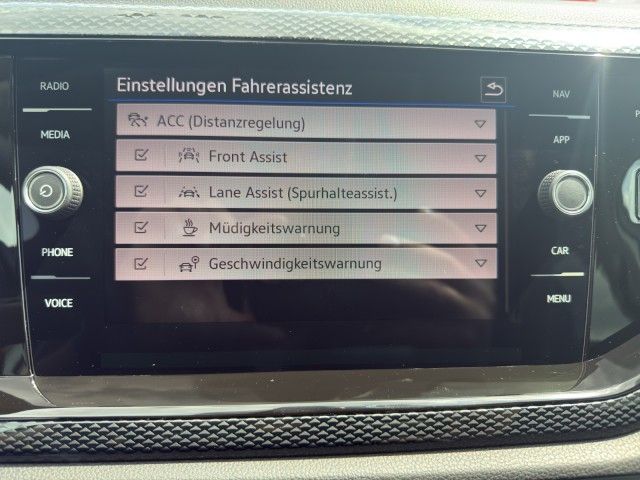 RADIO
MEDIA
PHONE
VOICE
Einstellungen Fahrerassistenz
ACC (Distanzregelung)
Front Assist
Lane Assist (Spurhalteassist.)
Müdigkeitswarnung
Geschwindigkeitswarnung
NAV
APP
CAR
MENU